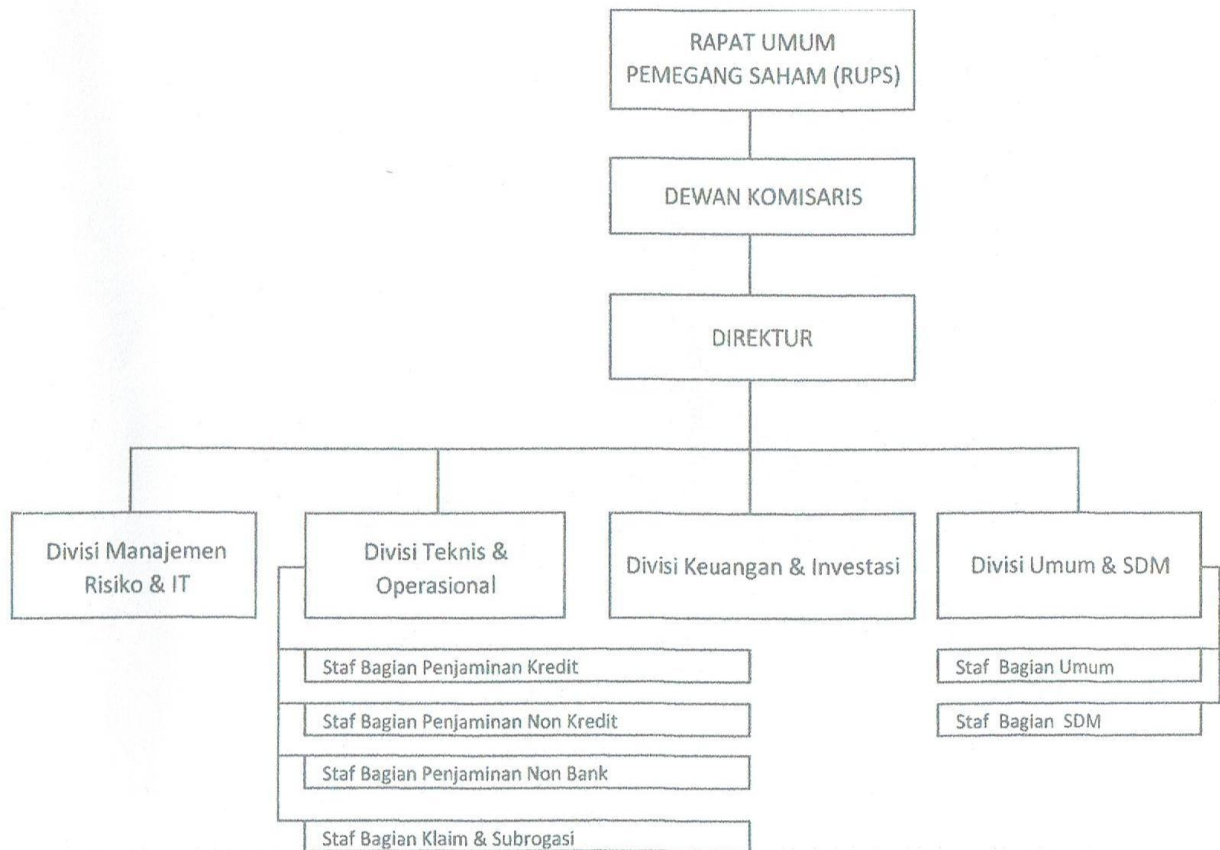 RAPAT UMUM
PEMEGANG SAHAM (RUPS)
DEWAN KOMISARIS
DIREKTUR
Divisi Manajemen
Risiko & IT
Divisi Teknis &
Operasional
Divisi Keuangan & Investasi
Divisi Umum & SDM
Staf Bagian Penjaminan Kredit
Staf Bagian Penjaminan Non Kredit
Staf Bagian Penjaminan Non Bank
Staf Bagian Klaim & Subrogasi
Staf Bagian Umum
Staf Bagian SDM